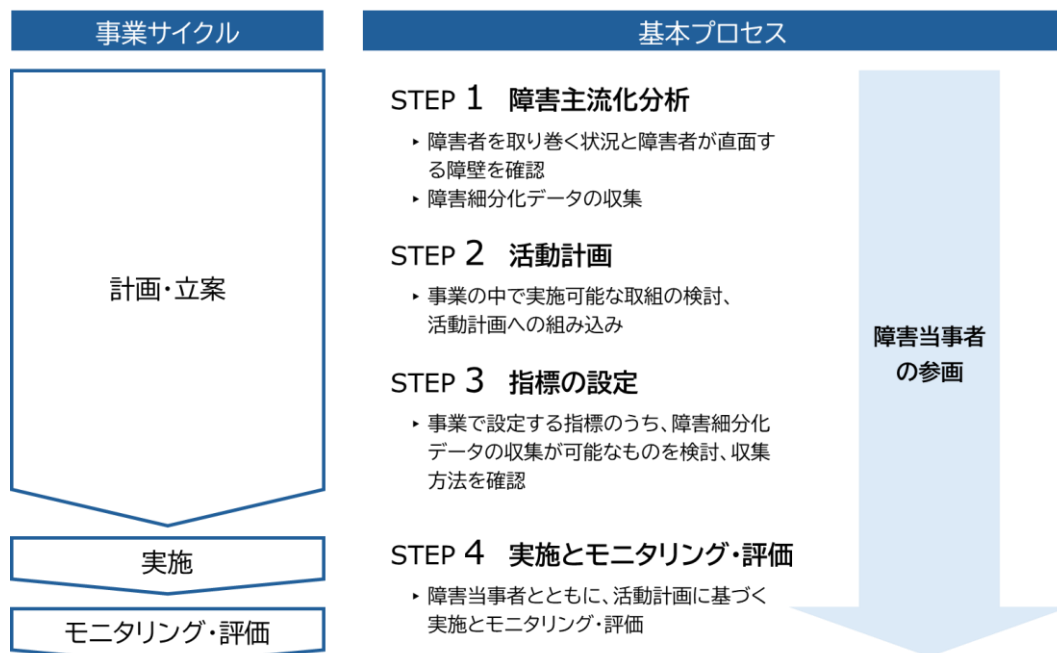 事業サイクル
基本プロセス
計画・立案
STEP 1 障害主流化分析
‣ 障害者を取り巻く状況と障害者が直面す
る障壁を確認
‣ 障害細分化データの収集
STEP 2 活動計画
‣ 事業の中で実施可能な取組の検討、
活動計画への組み込み
STEP 3 指標の設定
‣ 事業で設定する指標のうち、障害細分化
データの収集が可能なものを検討、収集
方法を確認
障害当事者
の参画
実施
STEP 4 実施とモニタリング・評価
‣ 障害当事者とともに、活動計画に基づく
実施とモニタリング・評価
モニタリング・評価